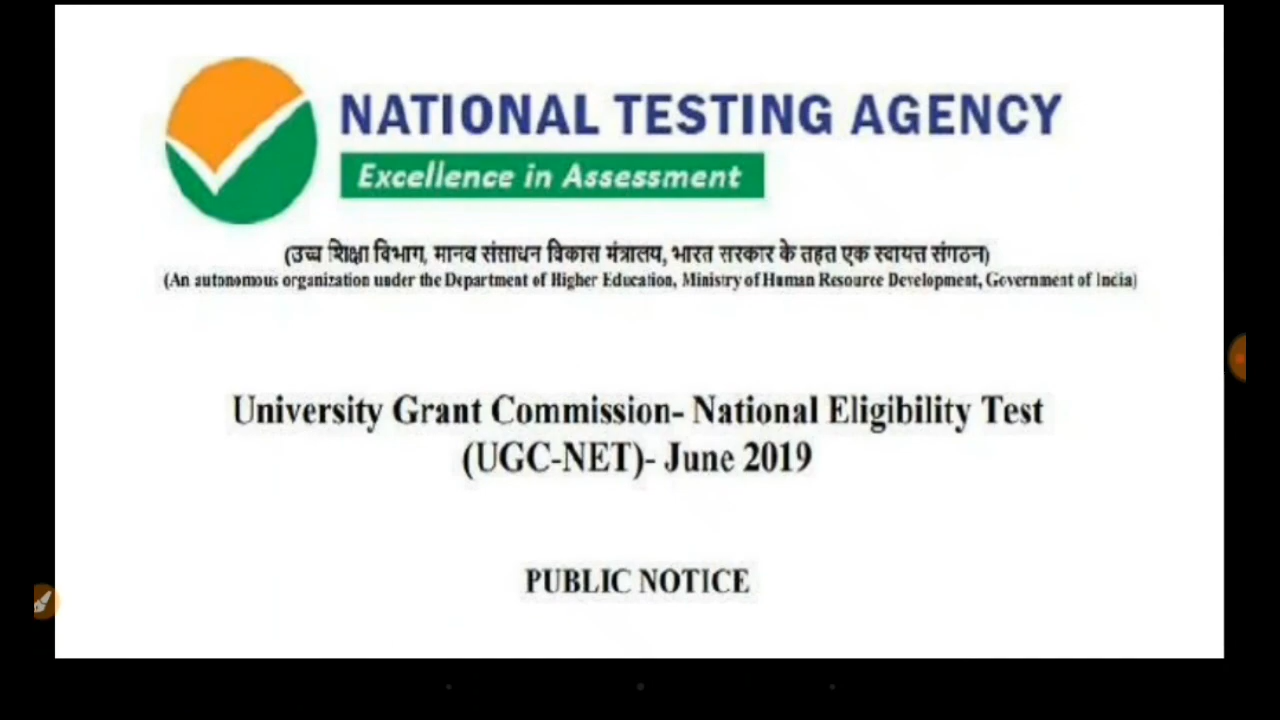 NATIONAL TESTING AGENCY
Excellence in Assessment
(उच्च शिक्षा विभाग, मानव संसाधन विकास मंत्रालय, भारत सरकार के तहत एक स्वायत्त संगठन)
(An autonomous organization under the Department of Higher Education, Ministry of Human Resource Development, Government of India)
University Grant Commission- National Eligibility Test
(UGC-NET)- June 2019
PUBLIC NOTICE